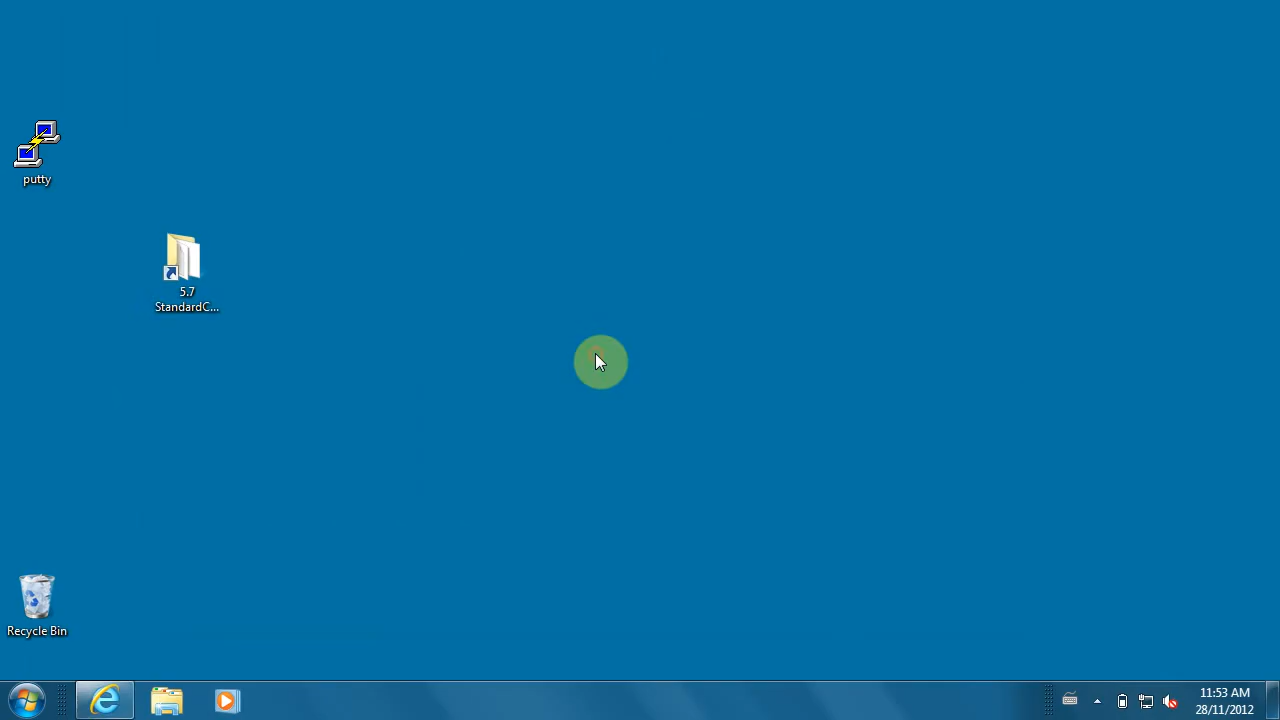 putty
5.7
StandardC...
Recycle Bin
11:53 AM
28/11/2012